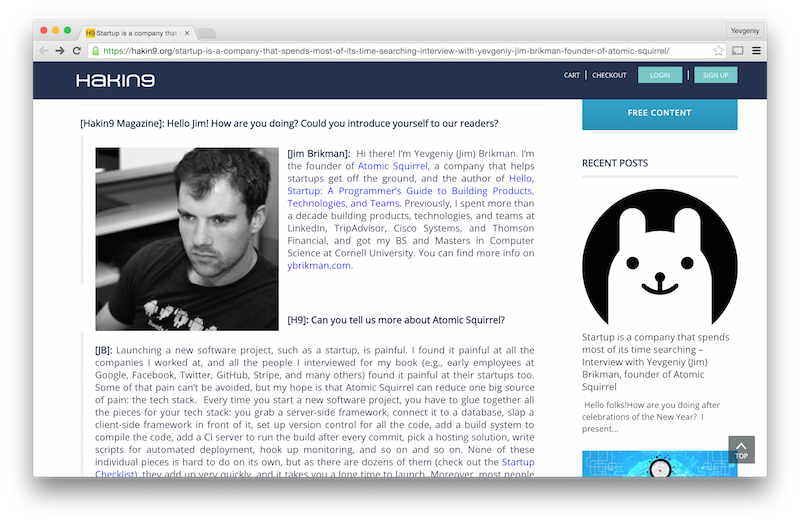 Yevgeniy
H9 Startup is a company that s
https://hakin9.org/startup-is-a-company-that-spends-most-of-its-time-searching-interview-with-yevgeniy-jim-brikman-founder-of-atomic-squirrel/
HAKIN9
CART
CHECKOUT
LOGIN
SIGN UP
[Hakin9 Magazine]: Hello Jim! How are you doing? Could you introduce yourself to our readers?
[Jim Brikman]: Hi there! I'm Yevgeniy (Jim) Brikman. I'm
the founder of Atomic Squirrel, a company that helps
startups get off the ground, and the author of Hello,
Startup: A Programmer's Guide to Building Products,
Technologies, and Teams. Previously, I spent more than
a decade building products, technologies, and teams at
LinkedIn, TripAdvisor, Cisco Systems, and Thomson
Financial, and got my BS and Masters in Computer
Science at Cornell University. You can find more info on
ybrikman.com.
[H9]: Can you tell us more about Atomic Squirrel?
[JB]: Launching a new software project, such as a startup, is painful. I found it painful at all the
companies I worked at, and all the people I interviewed for my book (e.g., early employees at
Google, Facebook, Twitter, GitHub, Stripe, and many others) found it painful at their startups too.
Some of that pain can't be avoided, but my hope is that Atomic Squirrel can reduce one big source
of pain: the tech stack. Every time you start a new software project, you have to glue together all
the pieces for your tech stack: you grab a server-side framework, connect it to a database, slap a
client-side framework in front of it, set up version control for all the code, add a build system to
compile the code, add a CI server to run the build after every commit, pick a hosting solution, write
scripts for automated deployment, hook up monitoring, and so on and so on. None of these
individual pieces is hard to do on its own, but as there are dozens of them (check out the Startup
Checklist), they add up very quickly, and it takes you a long time to launch. Moreover, most people
FREE CONTENT
RECENT POSTS
Startup is a company that spends
most of its time searching –
Interview with Yevgeniy (Jim)
Brikman, founder of Atomic
Squirrel
Hello folks!How are you doing after
celebrations of the New Year? I
present...
TOP